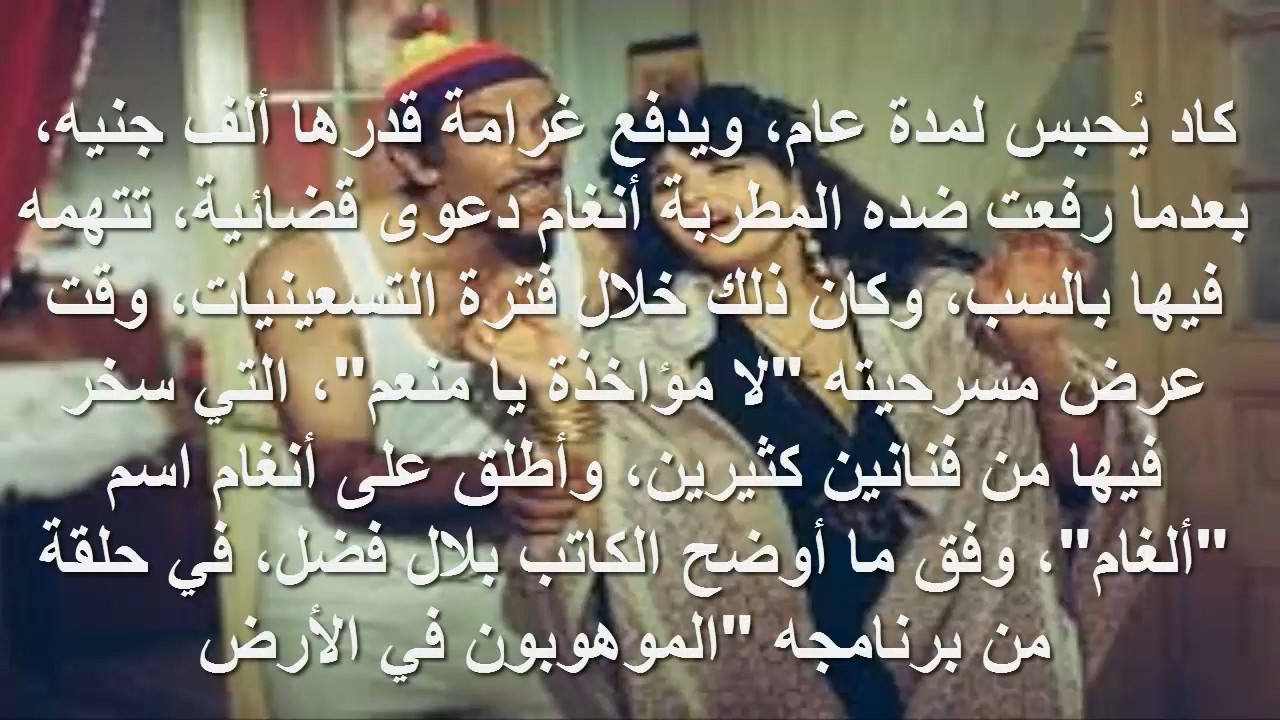 كاد يُحبس لمدة عام، ويدفع غرامة قدرها ألف جنيه،
بعدما رفعت ضده المطربة أنغام دعوى قضائية، تتهمه
فيها بالسب، وكان ذلك خلال فترة التسعينيات، وقت
عرض مسرحيته "لا مؤاخذة يا منعم"، التي سخر
فيها من فنانين كثيرين، وأطلق على أنغام اسم
"ألغام"، وفق ما أوضح الكاتب بلال فضل، في حلقة
من برنامجه "الموهوبون في الأرض